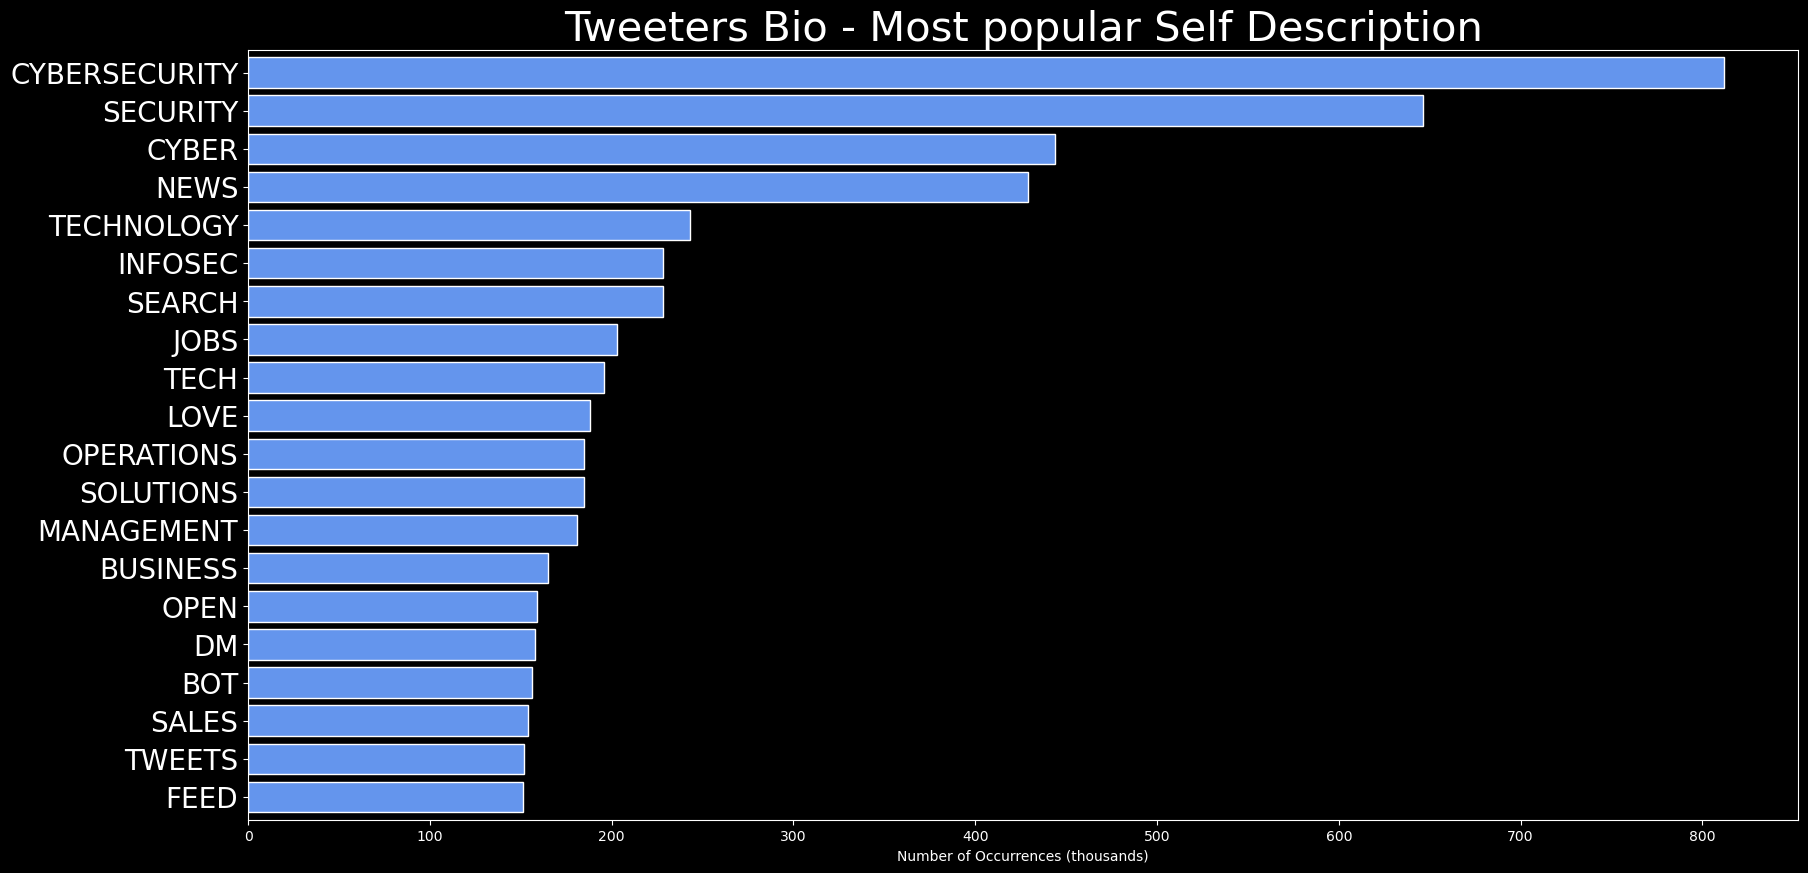 Tweeters Bio - Most popular Self Description
CYBERSECURITY
SECURITY
CYBER
NEWS
TECHNOLOGY
INFOSEC
SEARCH
JOBS
TECH
LOVE
OPERATIONS
SOLUTIONS
MANAGEMENT
BUSINESS
OPEN
DM
BOT
SALES
TWEETS
FEED
0 100 200 300 400 500 600 700 800
Number of Occurrences (thousands)